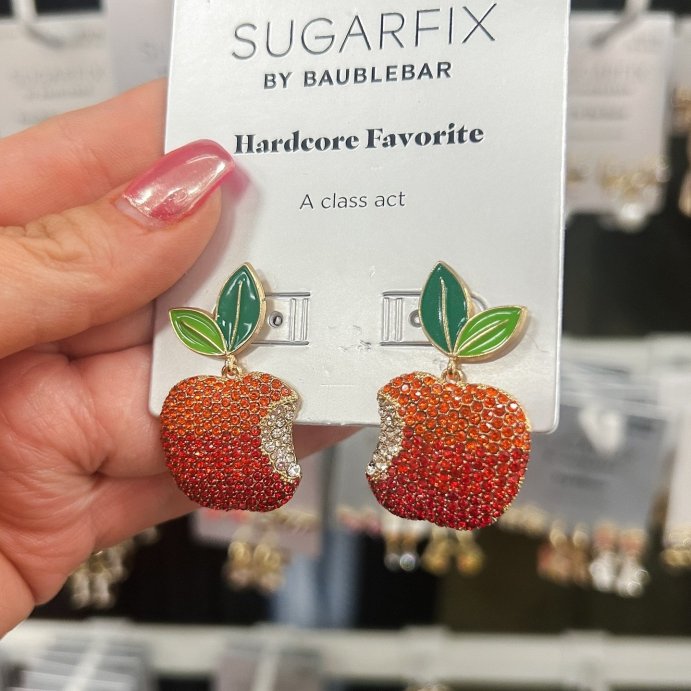 SUGARFIX
BY BAUBLEBAR
Hardcore Favorite
A class act